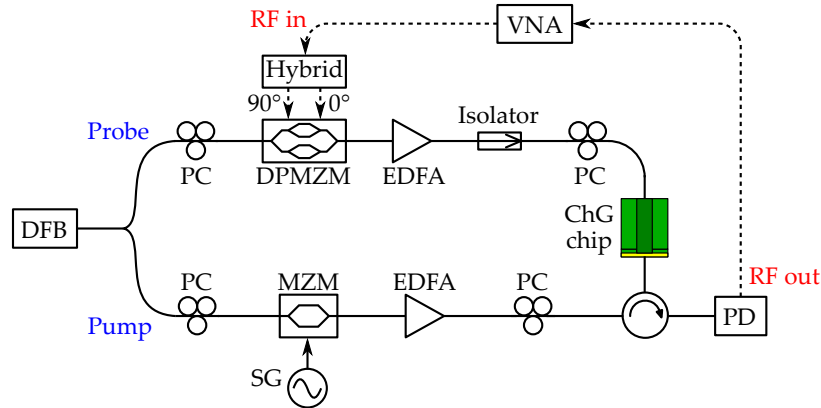 RF in
VNA
Hybrid
90°
0°
Probe
Isolator
PC
DPMZM
EDFA
PC
ChG
chip
DFB
RF out
PC
MZM
EDFA
PC
Pump
PD
SG